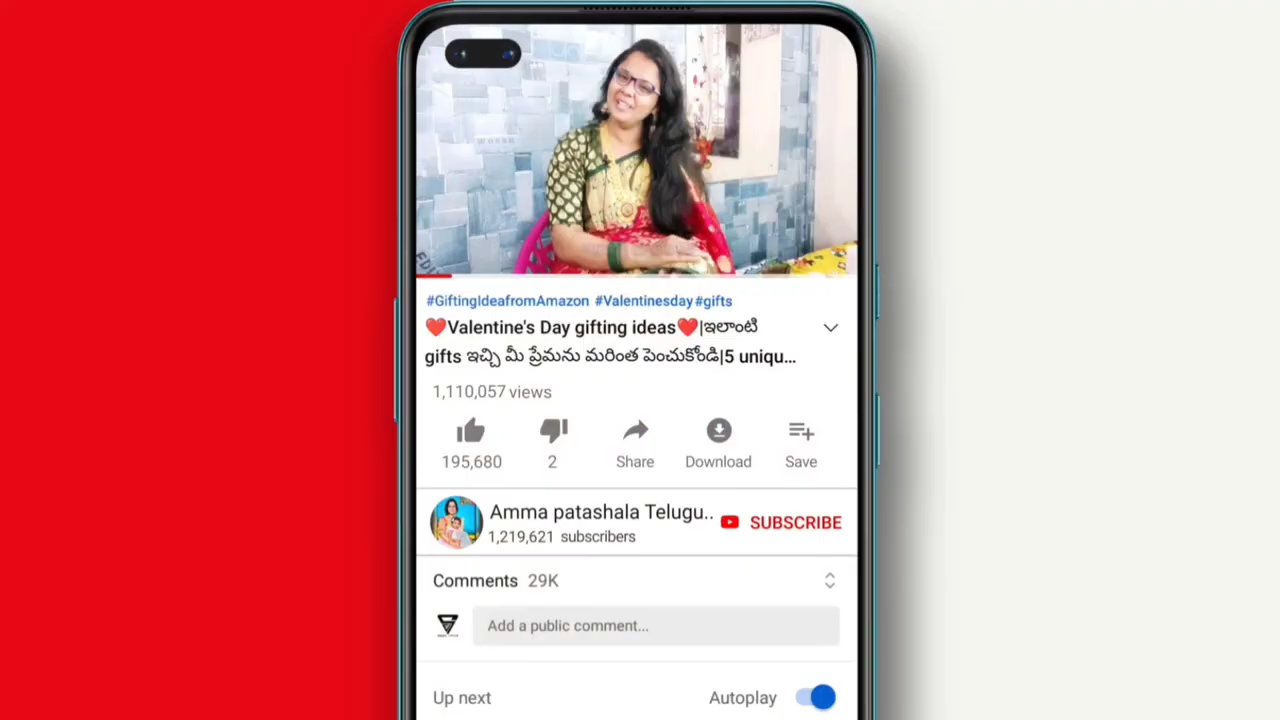 #GiftingIdeafromAmazon #Valentinesday #gifts
❤️Valentine's Day gifting ideas❤️|ఇలాంటి
gifts ఇచ్చి మీ ప్రేమను మరింత పెంచుకోండి|5 uniqu...
1,110,057 views
195,680 2 Share Download Save
Amma patashala Telugu.. SUBSCRIBE
1,219,621 subscribers
Comments 29K
Add a public comment...
Up next Autoplay